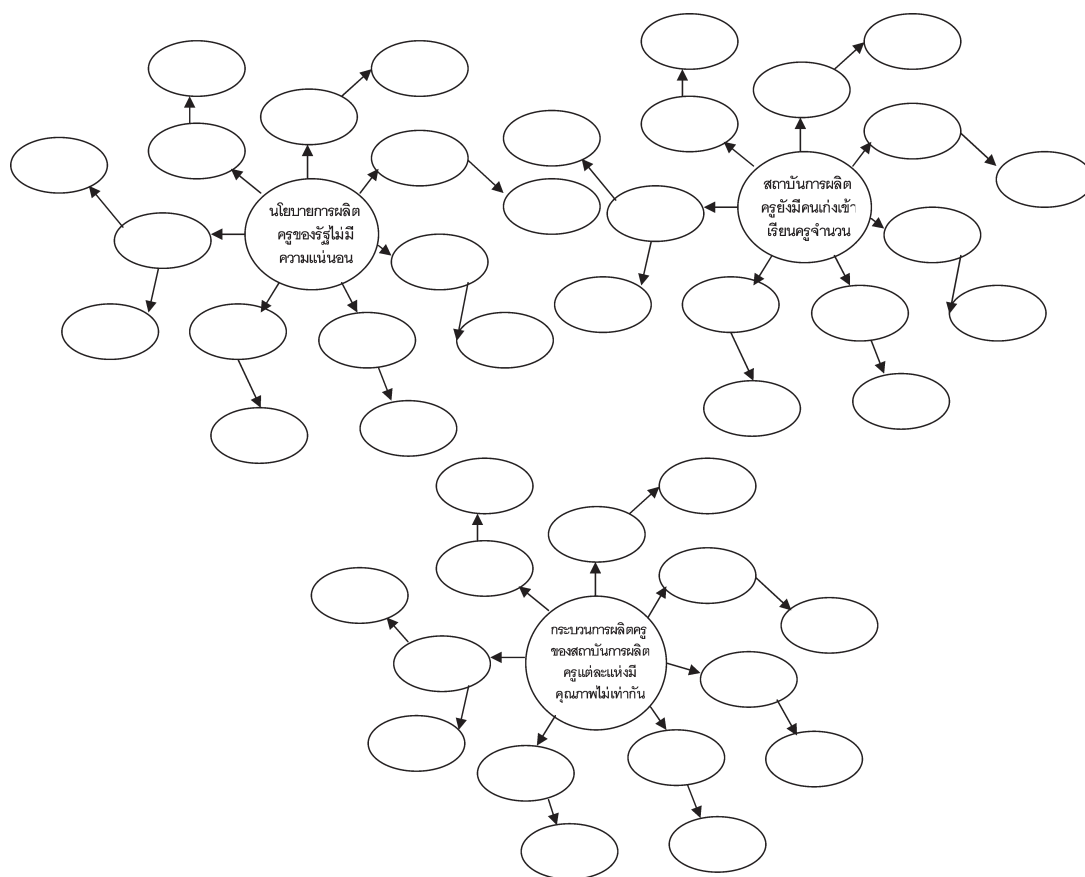 นโยบายการผลิต
ครูของรัฐไม่มี
ความแน่นอน
สถาบันการผลิต
ครูยังมีคนเก่งเข้า
เรียนครูจำนวน
กระบวนการผลิตครู
ของสถาบันการผลิต
ครูแต่ละแห่งมี
คุณภาพไม่เท่ากัน